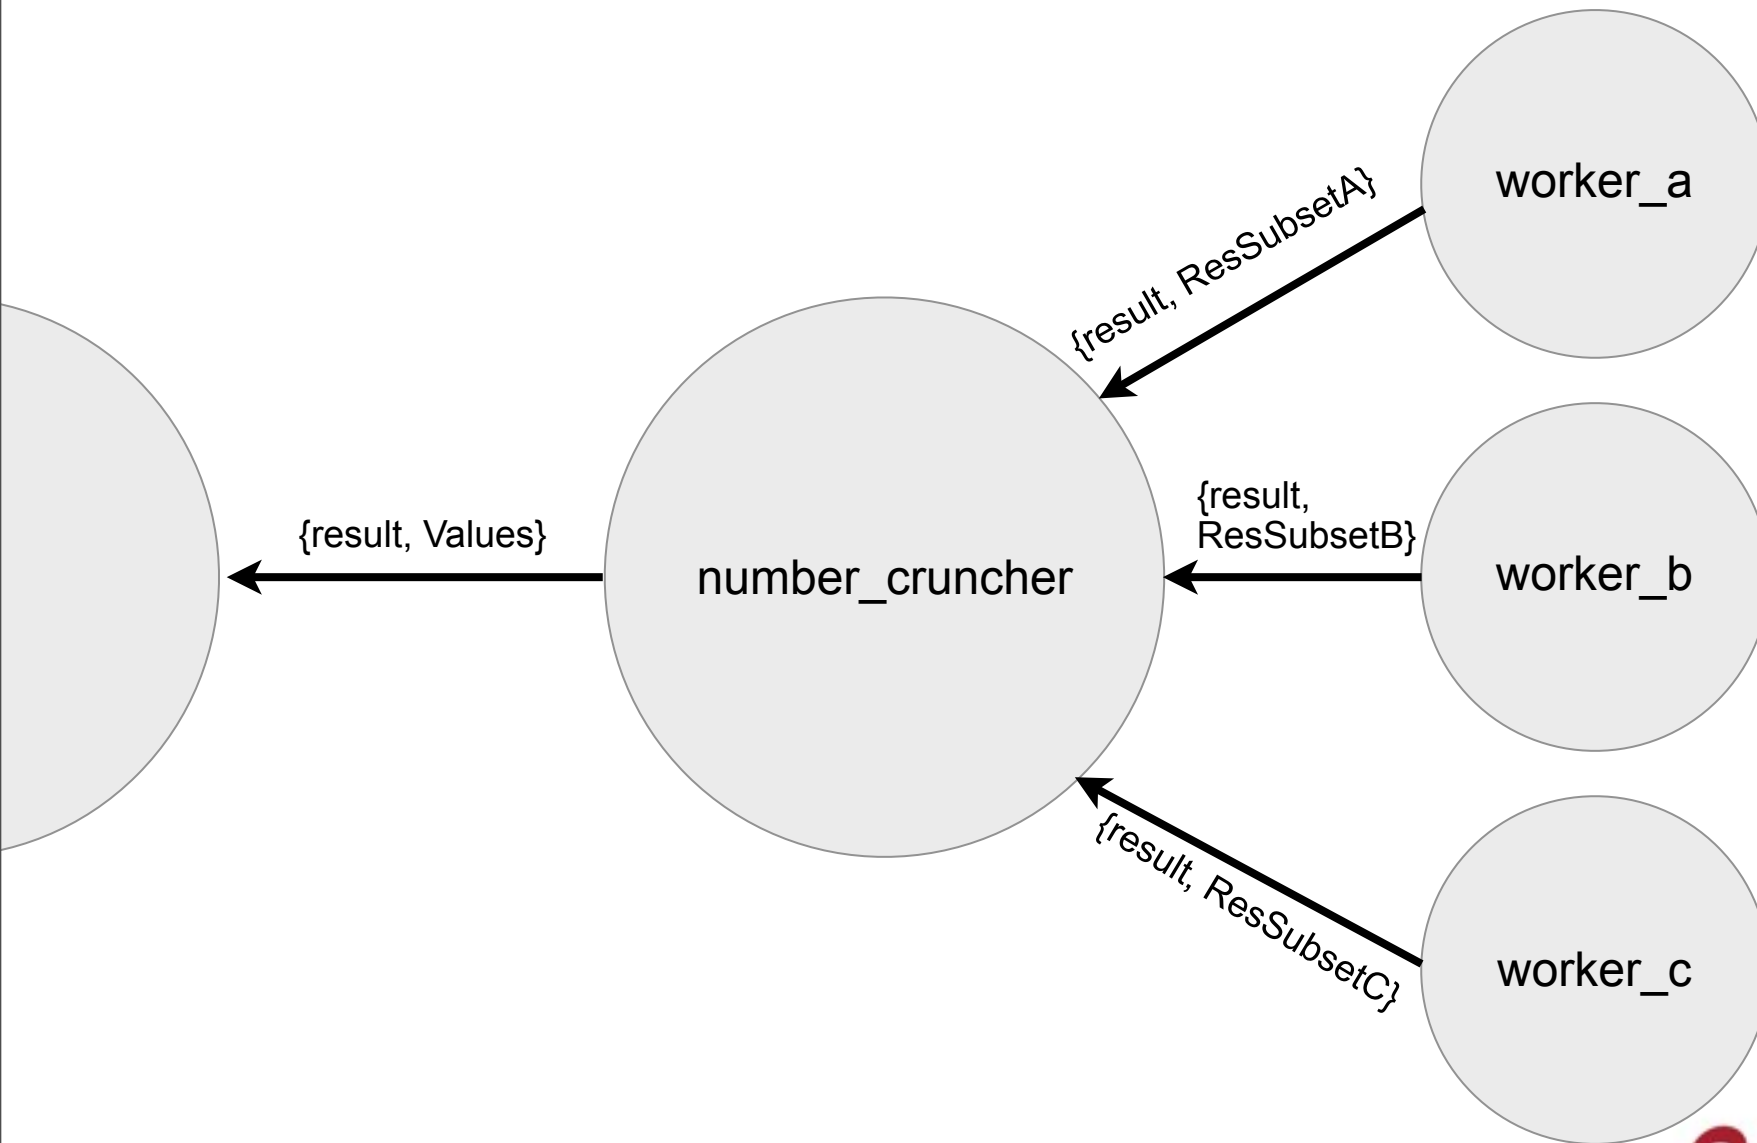 worker_a
{result, ResSubsetA}
{result,
ResSubsetB}
{result, Values}
number_cruncher
worker_b
{result, ResSubsetC}
worker_c